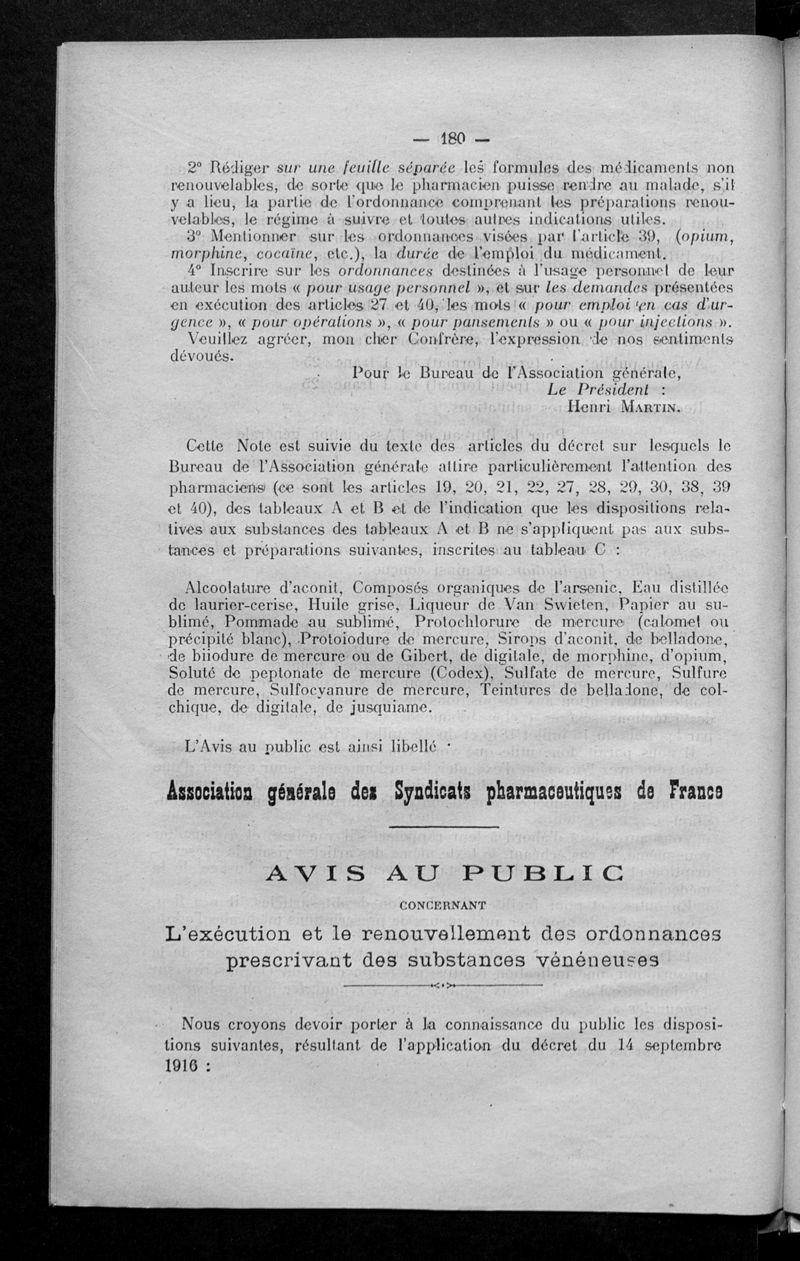 — 180 —
2° Rédiger sur une feuille séparée les formules des médicaments non
renouvelables, de sorte que le pharmacien puisse rendre au malade, s'il
y a lieu, la partie de l'ordonnance comprenant les préparations renou-
velables, le régime à suivre et toutes autres indications utiles.
3° Mentionner sur les ordonnances visées par l'article 39, (opium,
morphine, cocaïne, etc.), la durée de l'emploi du médicament.
4° Inscrire sur les ordonnances destinées à l'usage personnel de leur
auteur les mots « pour usage personnel », et sur les demandes présentées
en exécution des articles 27 et 40, les mots « pour emploi en cas d'ur-
gence », « pour opérations », « pour pansements » ou « pour injections ».
Veuillez agréer, mon cher Confrère, l'expression de nos sentiments
dévoués.
Pour le Bureau de l'Association générale,
Le Président :
Henri MARTIN.
Cette Note est suivie du texte des articles du décret sur lesquels le
Bureau de l'Association générale attire particulièrement l'attention des
pharmaciens (ce sont les articles 19, 20, 21, 22, 27, 28, 29, 30, 38, 39
et 40), des tableaux A et B et de l'indication que les dispositions rela-
tives aux substances des tableaux A et B ne s'appliquent pas aux subs-
tances et préparations suivantes, inscrites au tableau C :
Alcoolature d'aconit, Composés organiques de l'arsenic, Eau distillée
de laurier-cerise, Huile grise, Liqueur de Van Swieten, Papier au su-
blimé, Pommade au sublimé, Protochlorure de mercure (calomel ou
précipité blanc), Protoiodure de mercure, Sirops d'aconit, de belladone,
de biiodure de mercure ou de Gibert, de digitale, de morphine, d'opium,
Soluté de peptonate de mercure (Codex), Sulfate de mercure, Sulfure
de mercure, Sulfocyanure de mercure, Teintures de belladone, de col-
chique, de digitale, de jusquiame.
L'Avis au public est ainsi libellé :
Association générale des Syndicats pharmaceutiques de France
AVIS AU PUBLIC
CONCERNANT
L'exécution et le renouvellement des ordonnances
prescrivant des substances vénéneuses
Nous croyons devoir porter à la connaissance du public les disposi-
tions suivantes, résultant de l'application du décret du 14 septembre
1916 :